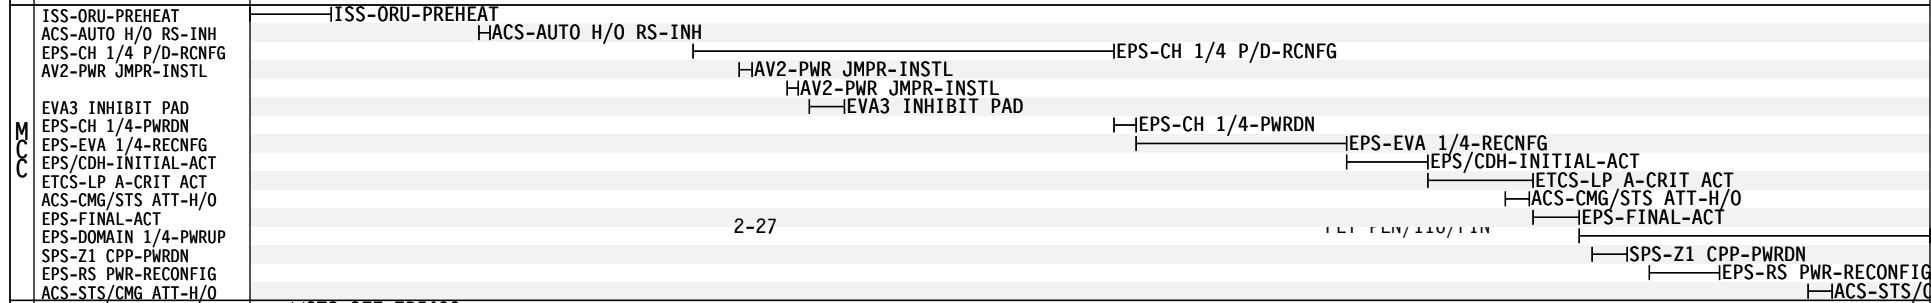 ISS-ORU-PREHEAT ISS-ORU-PREHEAT
ACS-AUTO H/O RS-INH ACS-AUTO H/O RS-INH
EPS-CH 1/4 P/D-RCNFG EPS-CH 1/4 P/D-RCNFG
AV2-PWR JMPR-INSTL AV2-PWR JMPR-INSTL
AV2-PWR JMPR-INSTL
EVA3 INHIBIT PAD EVA3 INHIBIT PAD
MCC
EPS-CH 1/4-PWRDN EPS-CH 1/4-PWRDN
EPS-EVA 1/4-RECNFG EPS-EVA 1/4-RECNFG
EPS/CDH-INITIAL-ACT EPS/CDH-INITIAL-ACT
ETCS-LP A-CRIT ACT ETCS-LP A-CRIT ACT
ACS-CMG/STS ATT-H/O ACS-CMG/STS ATT-H/O
EPS-FINAL-ACT EPS-FINAL-ACT
2-27
EPS-DOMAIN 1/4-PWRUP
SPS-Z1 CPP-PWRDN SPS-Z1 CPP-PWRDN
EPS-RS PWR-RECONFIG EPS-RS PWR-RECONFIG
ACS-STS/CMG ATT-H/O ACS-STS/